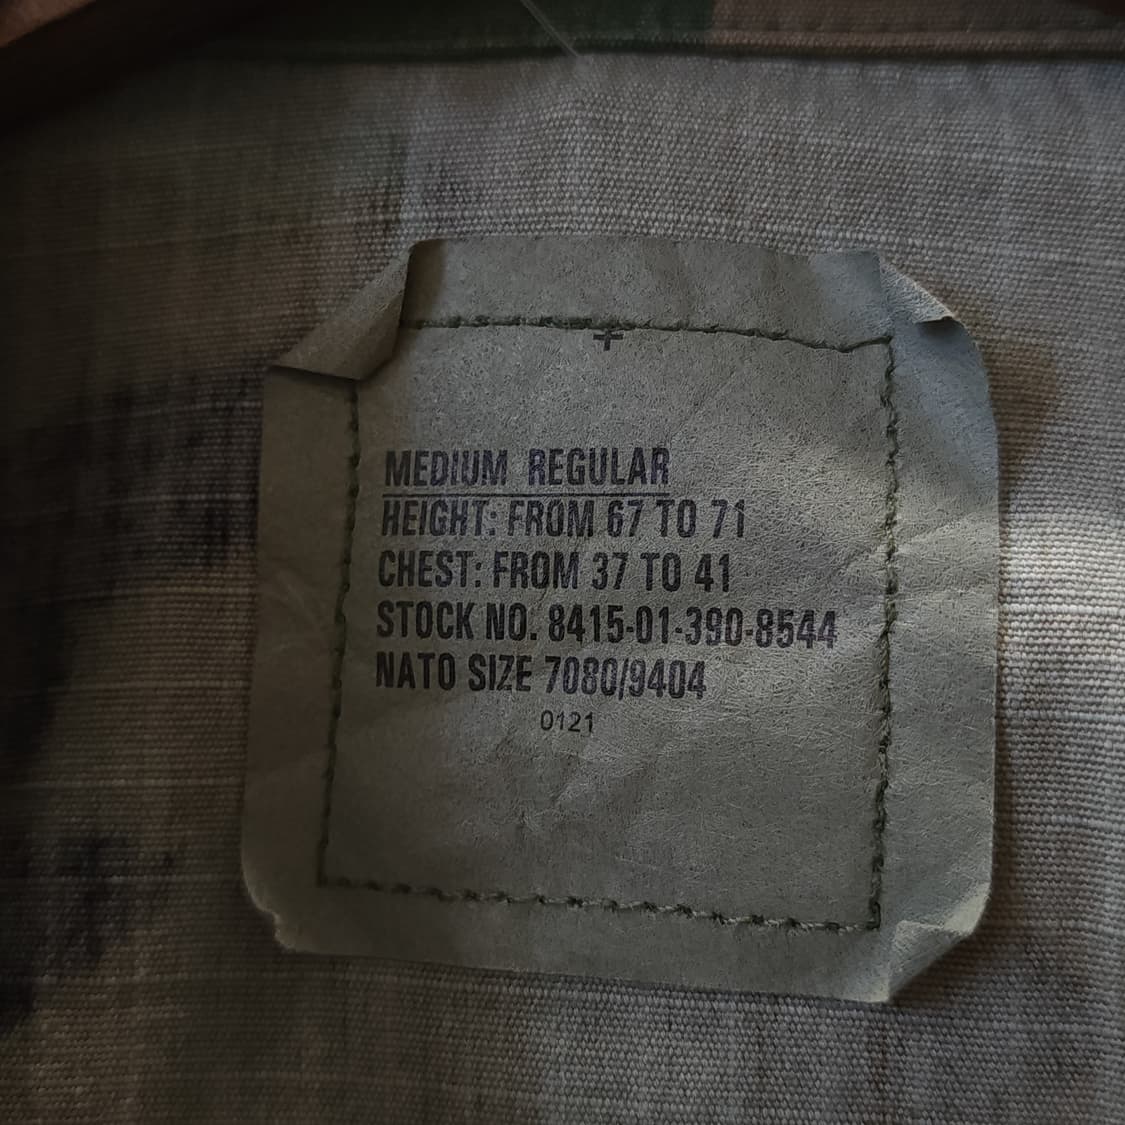 +
MEDIUM REGULAR
HEIGHT: FROM 67 TO 71
CHEST: FROM 37 TO 41
STOCK NO. 8415-01-390-8544
NATO SIZE 7080/9404
0121